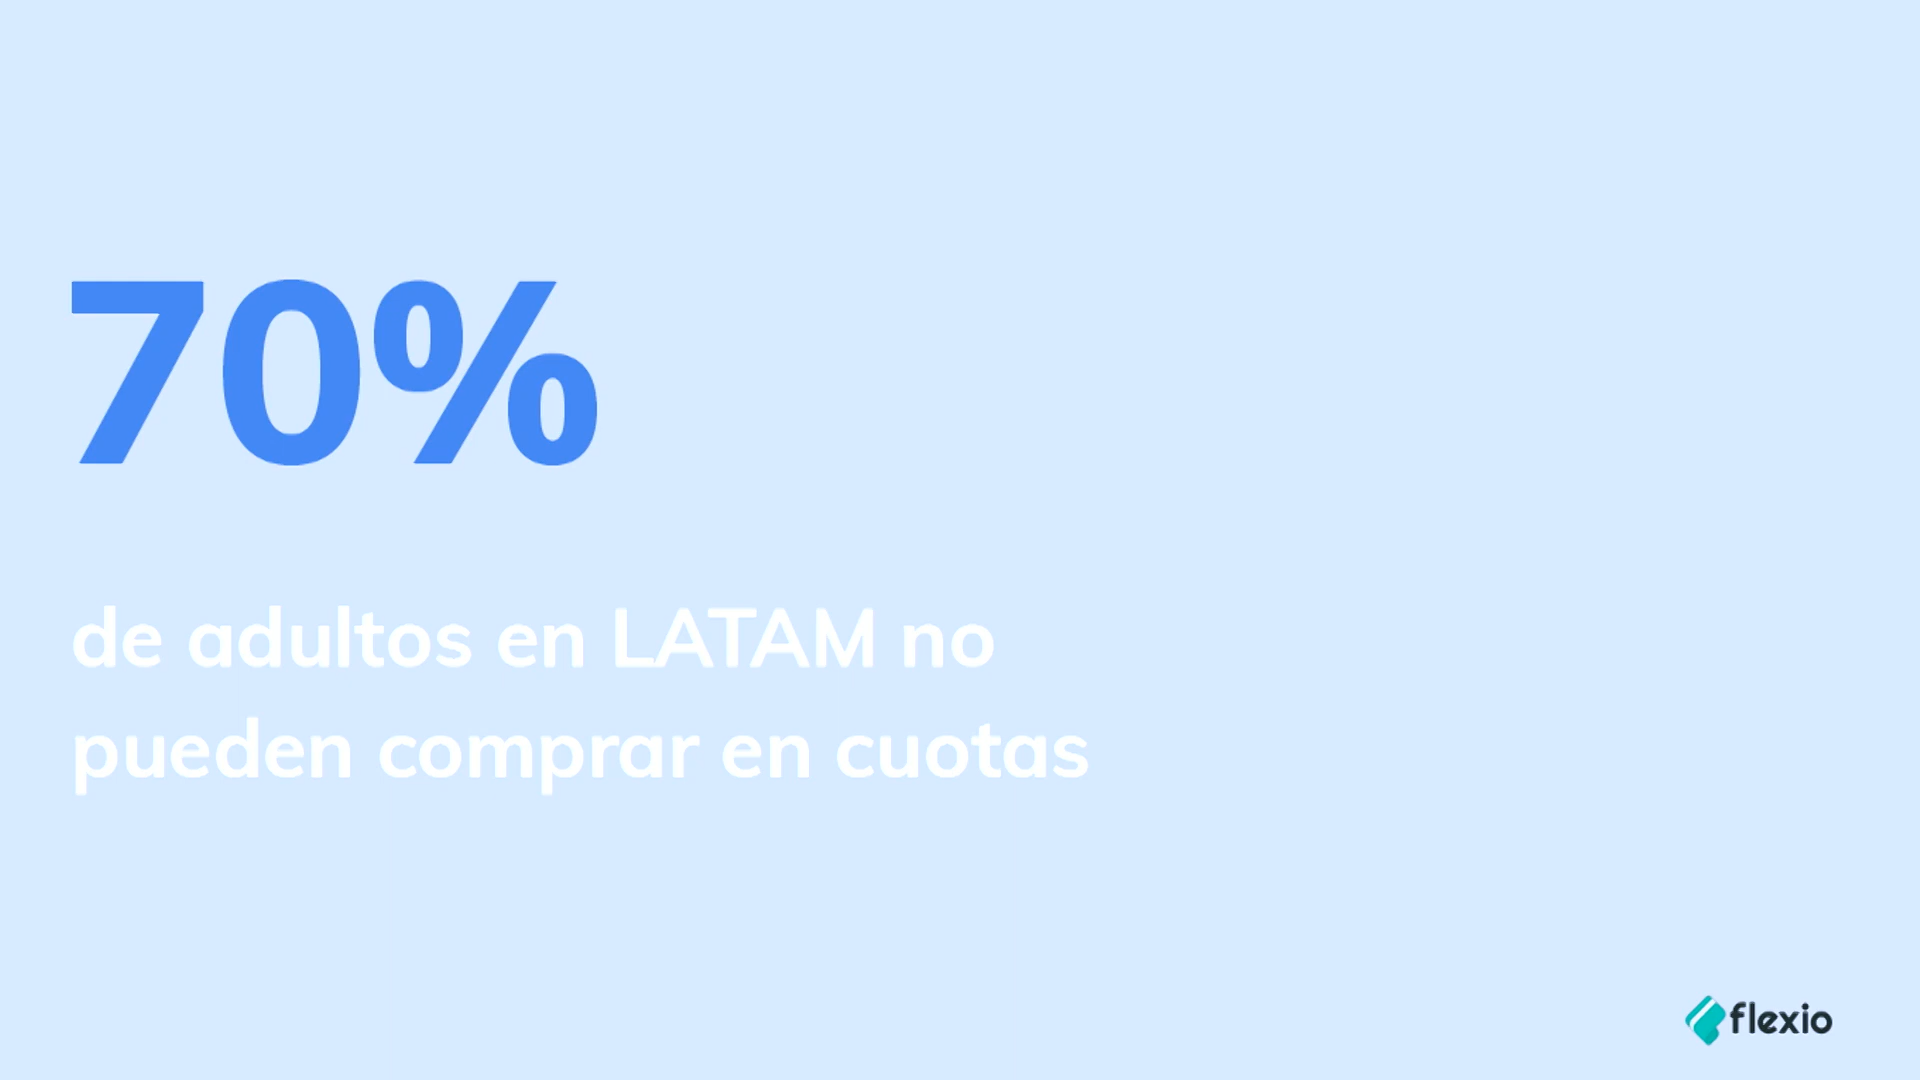 70%
de adultos en LATAM no
pueden comprar en cuotas
flexio